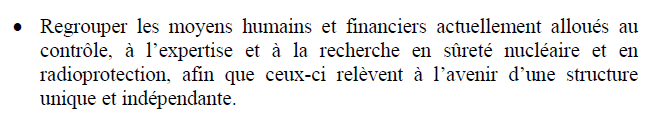 • Regrouper les moyens humains et financiers actuellement alloués au
contrôle, à l’expertise et à la recherche en sûreté nucléaire et en
radioprotection, afin que ceux-ci relèvent à l’avenir d’une structure
unique et indépendante.